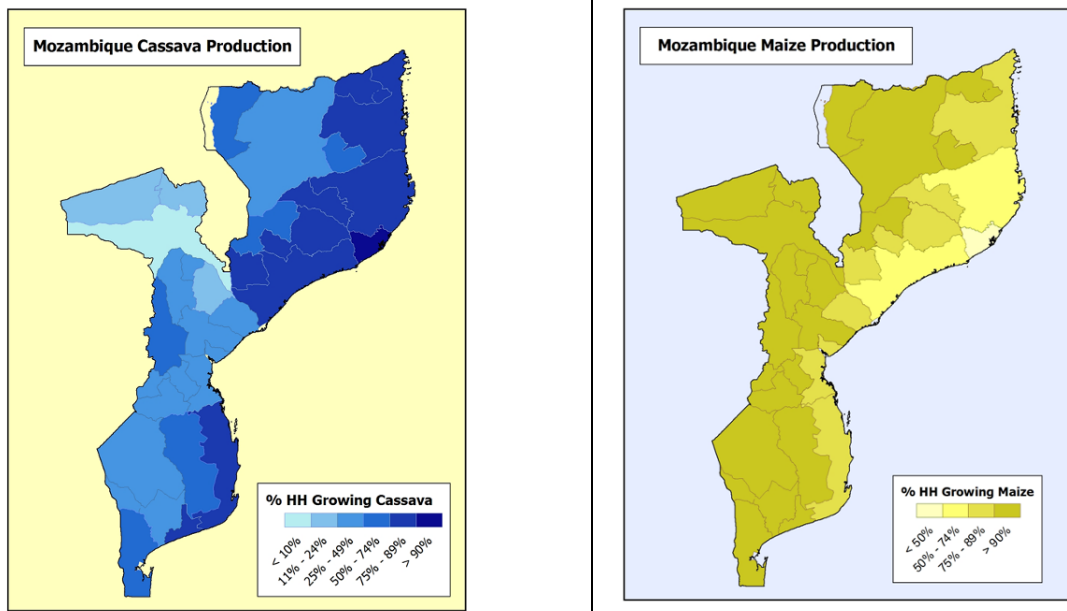 Mozambique Cassava Production
% HH Growing Cassava
< 10%
11% - 24%
25% - 49%
50% - 74%
75% - 89%
> 90%
Mozambique Maize Production
% HH Growing Maize
< 50%
50% - 74%
75% - 89%
> 90%